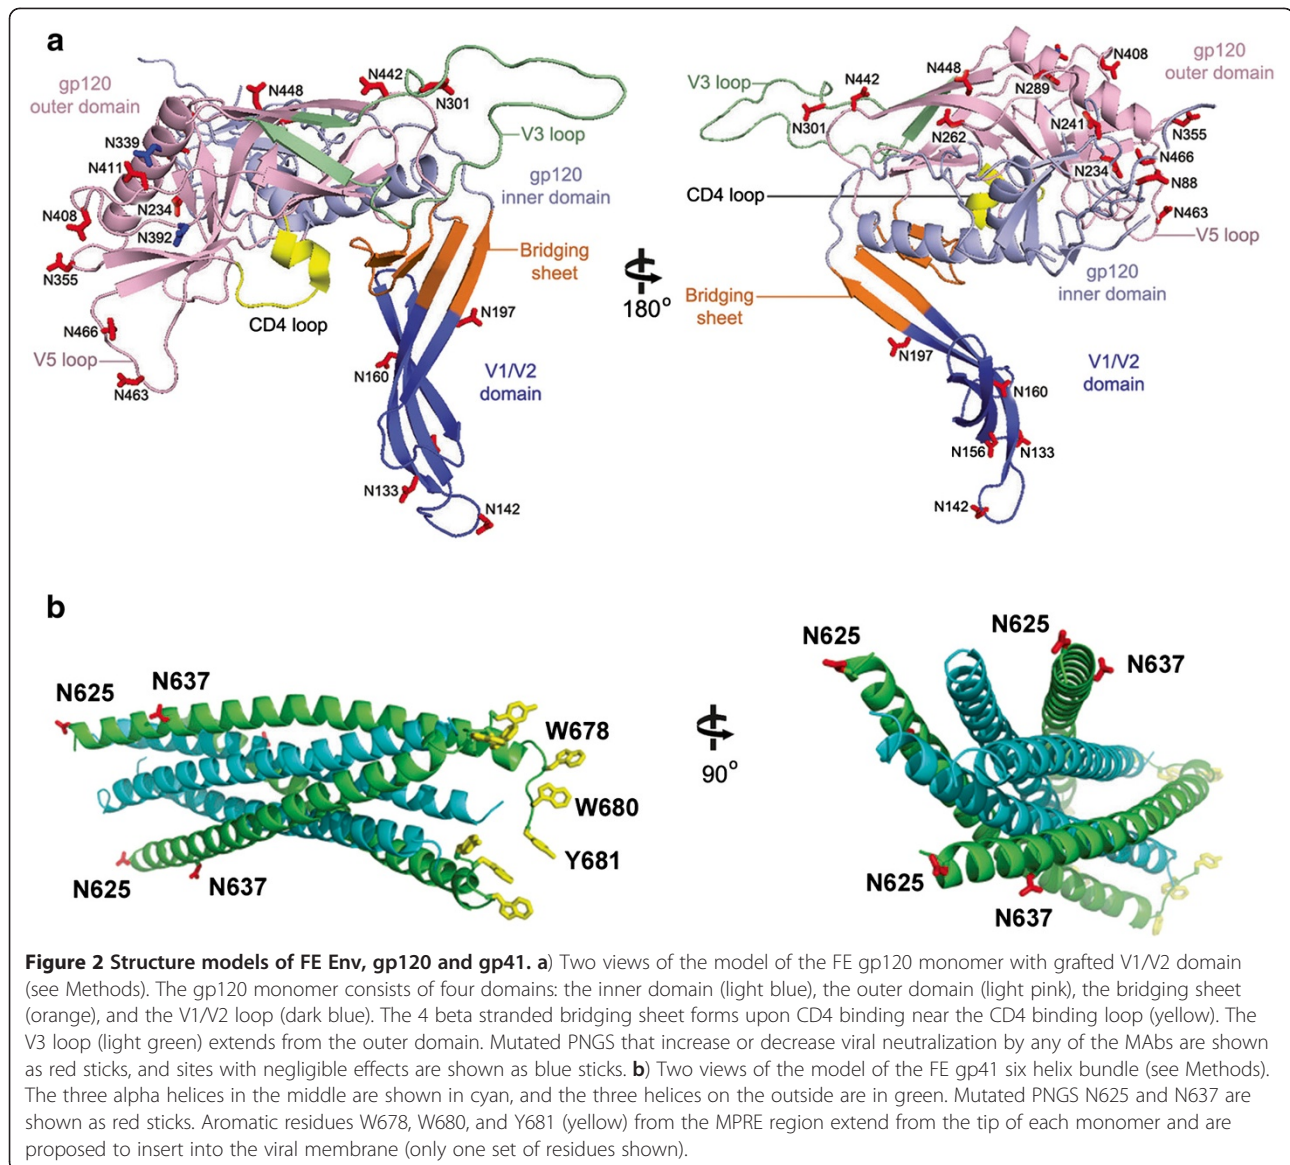 a
gp120
outer domain
N448
N442
N301
N339
N411
V3 loop
gp120
inner domain
N234
N408
N392
N355
Bridging
sheet
CD4 loop
N466
N197
V5 loop
N160
N463
V1/V2
domain
N133
N142
180°
V3 loop
N442
N448
N408
gp120
outer domain
N289
N301
N262
N241
N355
N466
N234
N88
CD4 loop
N463
V5 loop
gp120
inner domain
Bridging
sheet
N197
V1/V2
domain
N160
N156
N133
N142
b
N625
N637
W678
W680
Y681
N625
N637
90°
N625
N625
N637
N625
N637
Figure 2 Structure models of FE Env, gp120 and gp41. a) Two views of the model of the FE gp120 monomer with grafted V1/V2 domain
(see Methods). The gp120 monomer consists of four domains: the inner domain (light blue), the outer domain (light pink), the bridging sheet
(orange), and the V1/V2 loop (dark blue). The 4 beta stranded bridging sheet forms upon CD4 binding near the CD4 binding loop (yellow). The
V3 loop (light green) extends from the outer domain. Mutated PNGS that increase or decrease viral neutralization by any of the MAbs are shown
as red sticks, and sites with negligible effects are shown as blue sticks. b) Two views of the model of the FE gp41 six helix bundle (see Methods).
The three alpha helices in the middle are shown in cyan, and the three helices on the outside are in green. Mutated PNGS N625 and N637 are
shown as red sticks. Aromatic residues W678, W680, and Y681 (yellow) from the MPRE region extend from the tip of each monomer and are
proposed to insert into the viral membrane (only one set of residues shown).